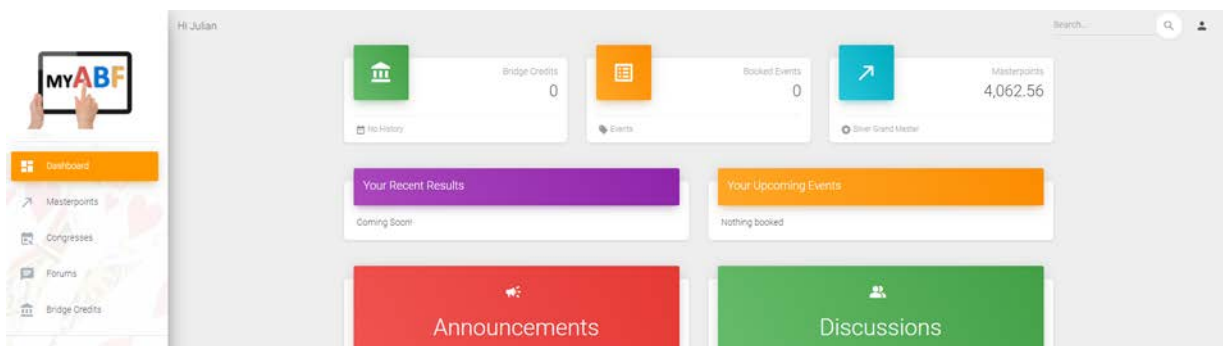 Hi Julian
Search...
MYABF
Dashboard
Masterpoints
Congresses
Forums
Bridge Credits
Bridge Credits
0
No History
Booked Events
0
Events
Masterpoints
4,062.56
Silver Grand Master
Your Recent Results
Coming Soon!
Your Upcoming Events
Nothing booked
Announcements
Discussions